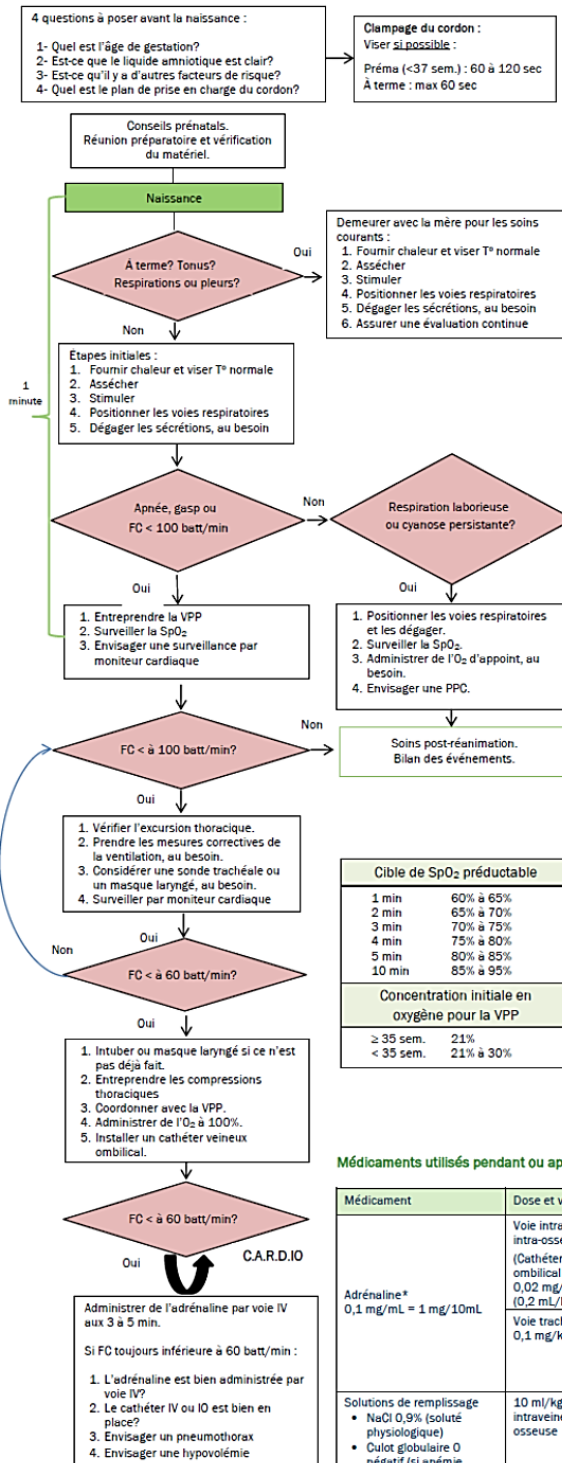 4 questions à poser avant la naissance :
1- Quel est l'âge de gestation?
2- Est-ce que le liquide amniotique est clair?
3- Est-ce qu'il y a d'autres facteurs de risque?
4- Quel est le plan de prise en charge du cordon?
Clampage du cordon :
Viser si possible :
Préma (<37 sem.) : 60 à 120 sec
À terme : max 60 sec
Conseils prénatals.
Réunion préparatoire et vérification
du matériel.
Naissance
1
minute
À terme? Tonus?
Respirations ou pleurs?
Oui
Demeurer avec la mère pour les soins
courants :
1. Fournir chaleur et viser Tº normale
2. Assécher
3. Stimuler
4. Positionner les voies respiratoires
5. Dégager les sécrétions, au besoin
6. Assurer une évaluation continue
Non
Étapes initiales :
1. Fournir chaleur et viser Tº normale
2. Assécher
3. Stimuler
4. Positionner les voies respiratoires
5. Dégager les sécrétions, au besoin
Apnée, gasp ou
FC < 100 batt/min
Non
Respiration laborieuse
ou cyanose persistante?
Oui
1. Entreprendre la VPP
2. Surveiller la SpO₂
3. Envisager une surveillance par
moniteur cardiaque
Oui
1. Positionner les voies respiratoires
et les dégager.
2. Surveiller la SpO₂.
3. Administrer de l'O₂ d'appoint, au
besoin.
4. Envisager une PPC.
FC < à 100 batt/min?
Non
Soins post-réanimation.
Bilan des événements.
Oui
1. Vérifier l'excursion thoracique.
2. Prendre les mesures correctives de
la ventilation, au besoin.
3. Considérer une sonde trachéale ou
un masque laryngé, au besoin.
4. Surveiller par moniteur cardiaque
Oui
Non
FC < à 60 batt/min?
Cible de SpO₂ préductable
1 min 60% à 65%
2 min 65% à 70%
3 min 70% à 75%
4 min 75% à 80%
5 min 80% à 85%
10 min 85% à 95%
Concentration initiale en
oxygène pour la VPP
≥ 35 sem. 21%
< 35 sem. 21% à 30%
Oui
1. Intuber ou masque laryngé si ce n'est
pas déjà fait.
2. Entreprendre les compressions
thoraciques
3. Coordonner avec la VPP.
4. Administrer de l'O₂ à 100%.
5. Installer un cathéter veineux
ombilical.
FC < à 60 batt/min?
Oui
C.A.R.D.IO
Administrer de l'adrénaline par voie IV
aux 3 à 5 min.
Si FC toujours inférieure à 60 batt/min :
1. L'adrénaline est bien administrée par
voie IV?
2. Le cathéter IV ou IO est bien en
place?
3. Envisager un pneumothorax
4. Envisager une hypovolémie
Médicaments utilisés pendant ou ap
Médicament
Dose et v
Adrénaline*
0,1 mg/mL = 1 mg/10mL
Voie intra
intra-osse
(Cathéter
ombilical
0,02 mg/
(0,2 mL/
Voie trach
0,1 mg/k
Solutions de remplissage
• NaCl 0,9% (soluté
physiologique)
• Culot globulaire O
négatif (si anémie
10 ml/kg
intraveine
osseuse